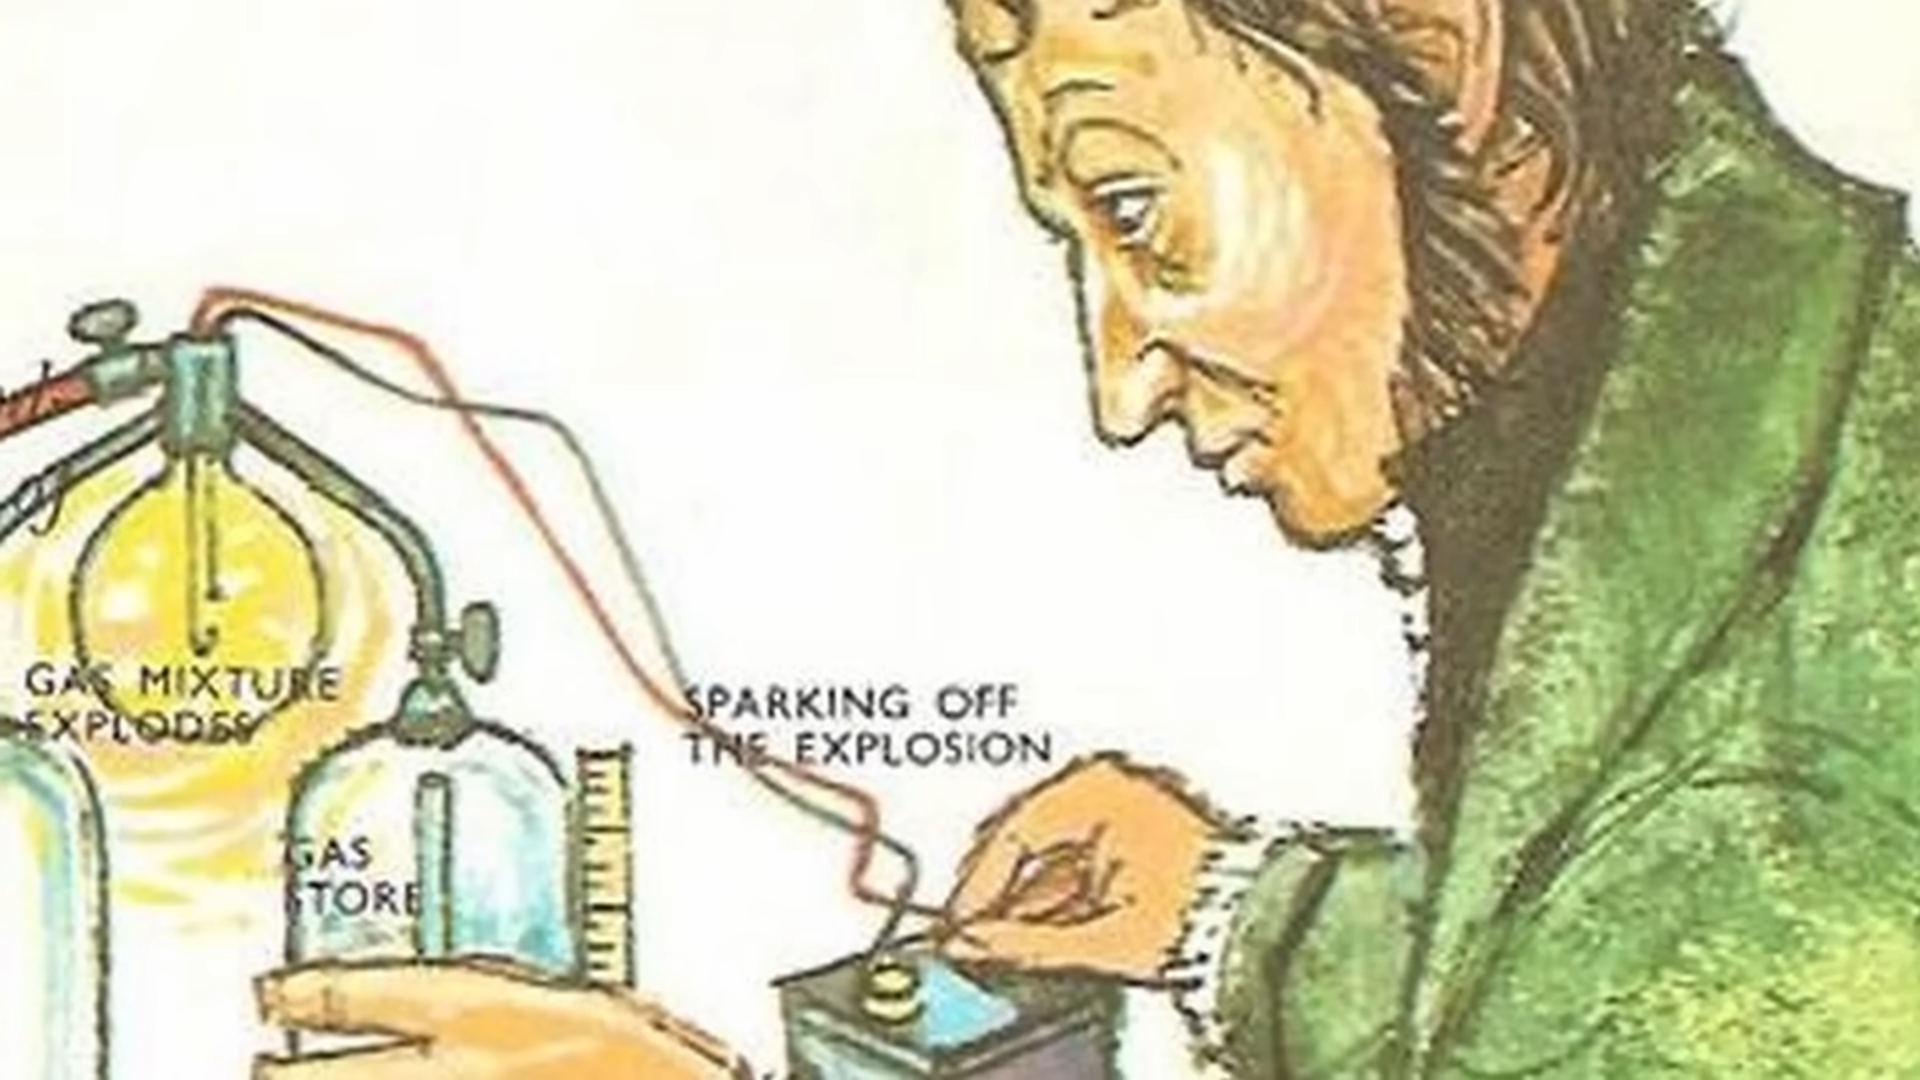 GAS MIXTURE
EXPLODES
SPARKING OFF
THE EXPLOSION
GAS
STORE